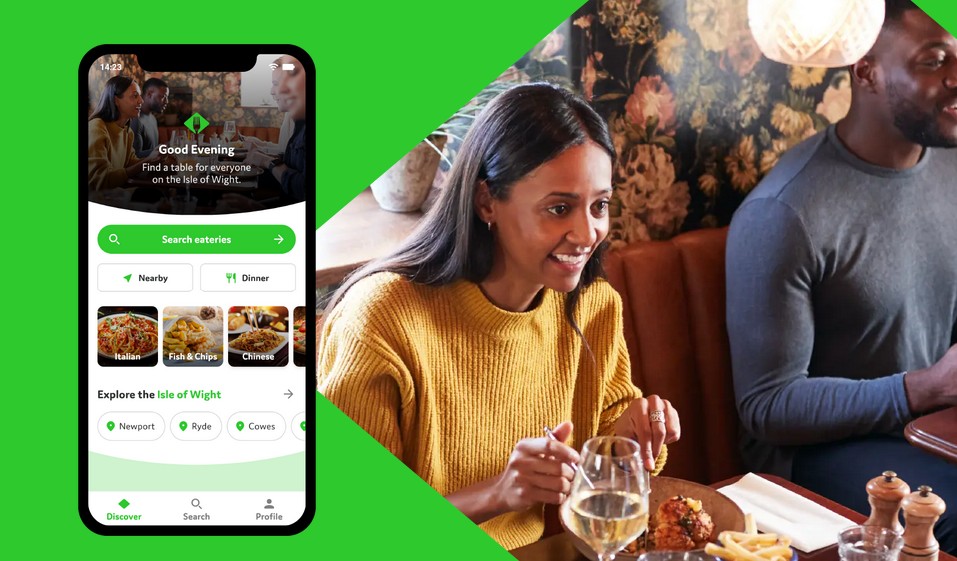 14:23
Good Evening
Find a table for everyone
on the Isle of Wight.
Search eateries
Nearby
Dinner
Italian
Fish & Chips
Chinese
Explore the Isle of Wight
Newport
Ryde
Cowes
Discover
Search
Profile